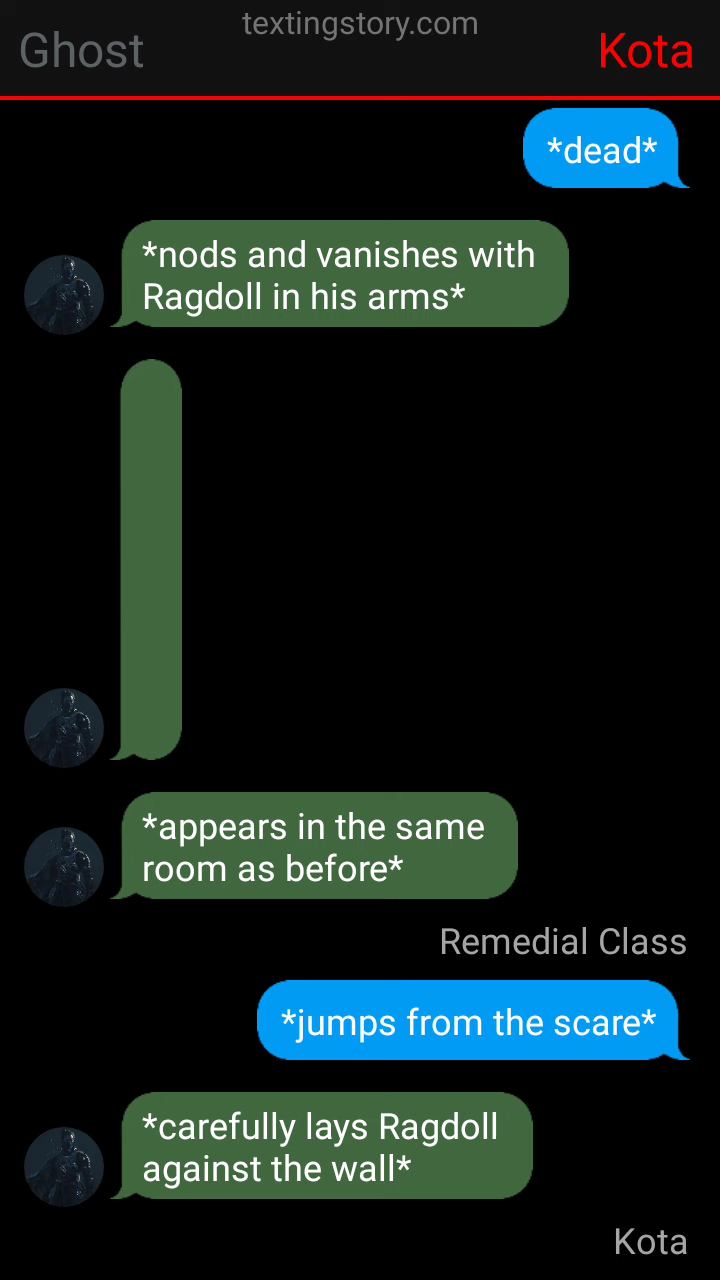 textingstory.com
Ghost
Kota
*dead*
*nods and vanishes with
Ragdoll in his arms*
*appears in the same
room as before*
Remedial Class
*jumps from the scare*
*carefully lays Ragdoll
against the wall*
Kota